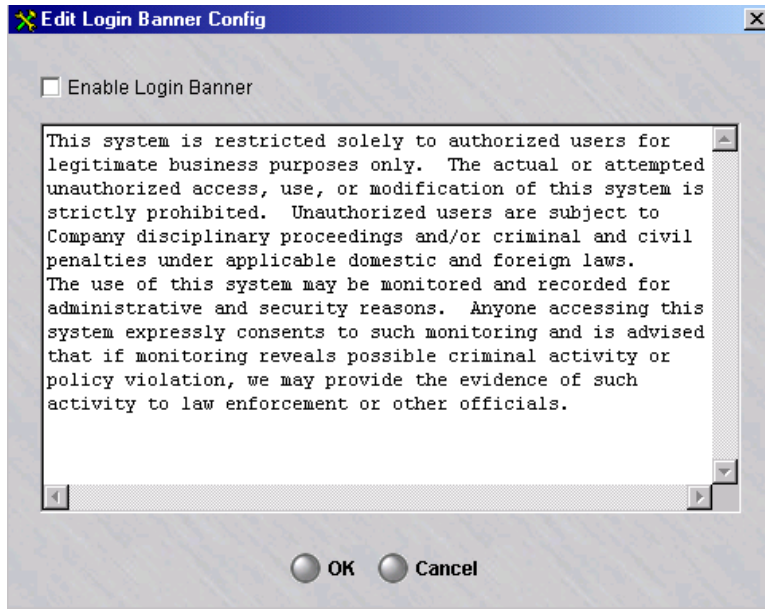 Edit Login Banner Config
Enable Login Banner
This system is restricted solely to authorized users for
legitimate business purposes only.  The actual or attempted
unauthorized access, use, or modification of this system is
strictly prohibited.  Unauthorized users are subject to
Company disciplinary proceedings and/or criminal and civil
penalties under applicable domestic and foreign laws.
The use of this system may be monitored and recorded for
administrative and security reasons.  Anyone accessing this
system expressly consents to such monitoring and is advised
that if monitoring reveals possible criminal activity or
policy violation, we may provide the evidence of such
activity to law enforcement or other officials.
OK Cancel